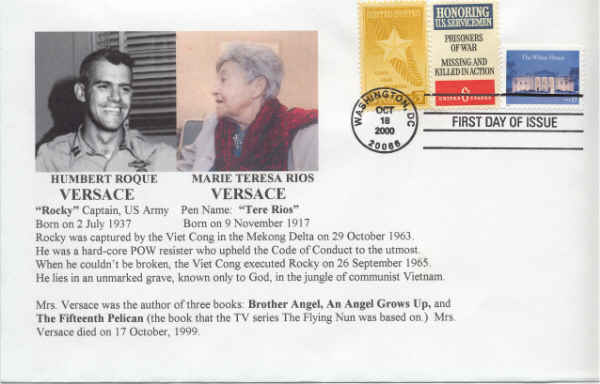 UNITED STATES
HONORING
U.S. SERVICEMEN
PRISONERS
OF WAR
MISSING AND
KILLED IN ACTION
UNITED 8 STATES
The White House
WASHINGTON, DC
OCT
18
2000
20066
FIRST DAY OF ISSUE
HUMBERT ROQUE
VERSACE
"Rocky" Captain, US Army
Born on 2 July 1937
MARIE TERESA RIOS
VERSACE
Pen Name: "Tere Rios"
Born on 9 November 1917
Rocky was captured by the Viet Cong in the Mekong Delta on 29 October 1963.
He was a hard-core POW resister who upheld the Code of Conduct to the utmost.
When he couldn't be broken, the Viet Cong executed Rocky on 26 September 1965.
He lies in an unmarked grave, known only to God, in the jungle of communist Vietnam.
Mrs. Versace was the author of three books: Brother Angel, An Angel Grows Up, and
The Fifteenth Pelican (the book that the TV series The Flying Nun was based on.) Mrs.
Versace died on 17 October, 1999.